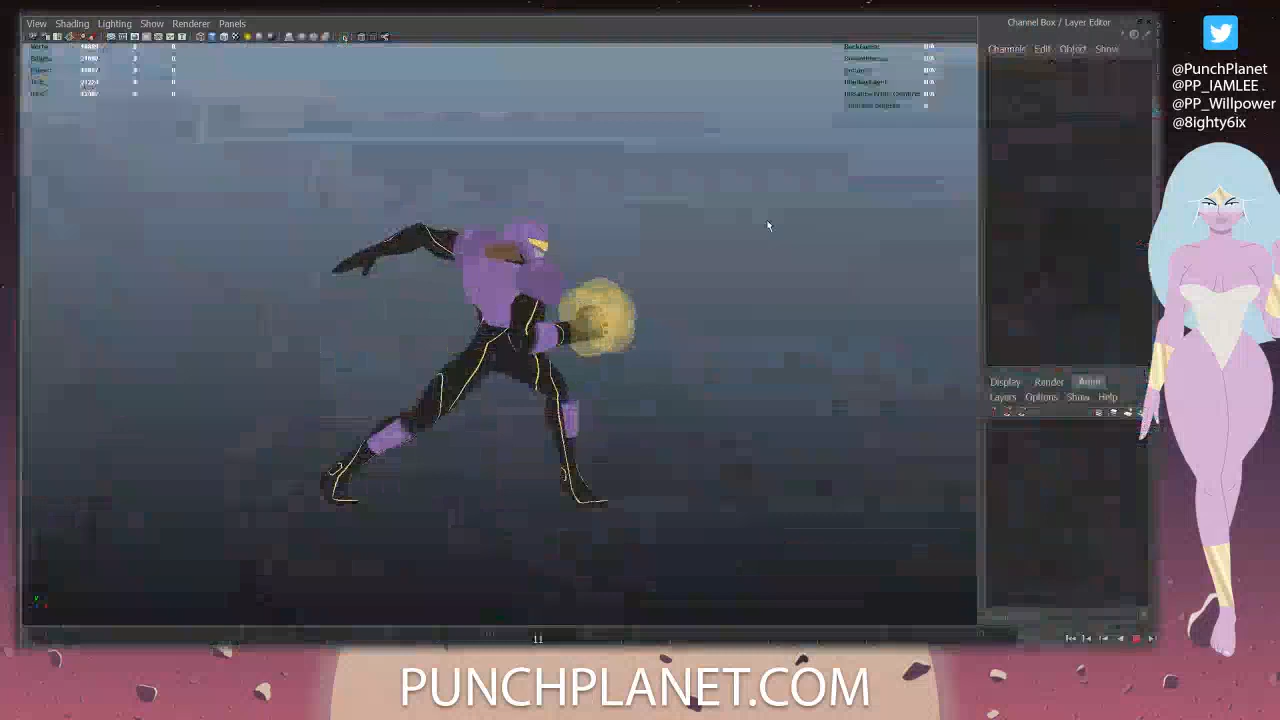 View Shading Lighting Show Renderer Panels
Channel Box / Layer Editor
Channels Edit Object Show
@PunchPlanet
@PP_IAMLEE
@PP_Willpower
@8ighty6ix
Display Render Anim
Layers Options Show Help
11
PUNCHPLANET.COM